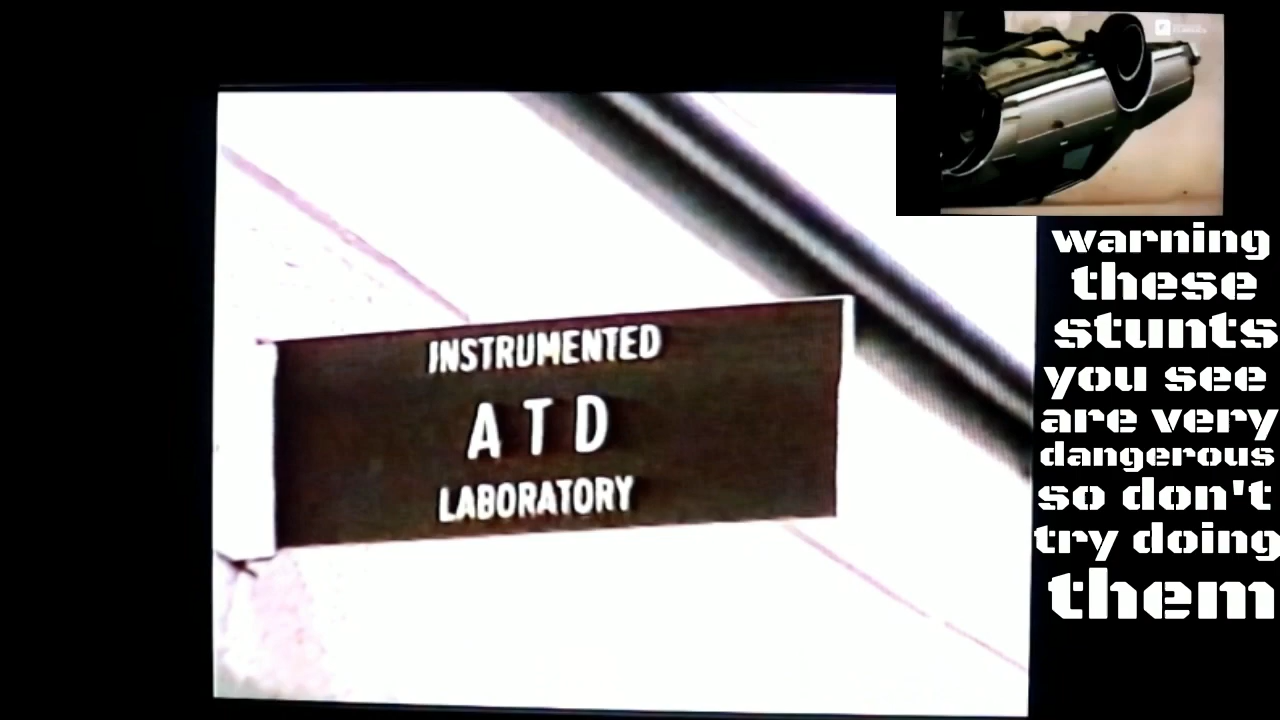 INSTRUMENTED
A T D
LABORATORY
warning
these
stunts
you see
are very
dangerous
so don't
try doing
them